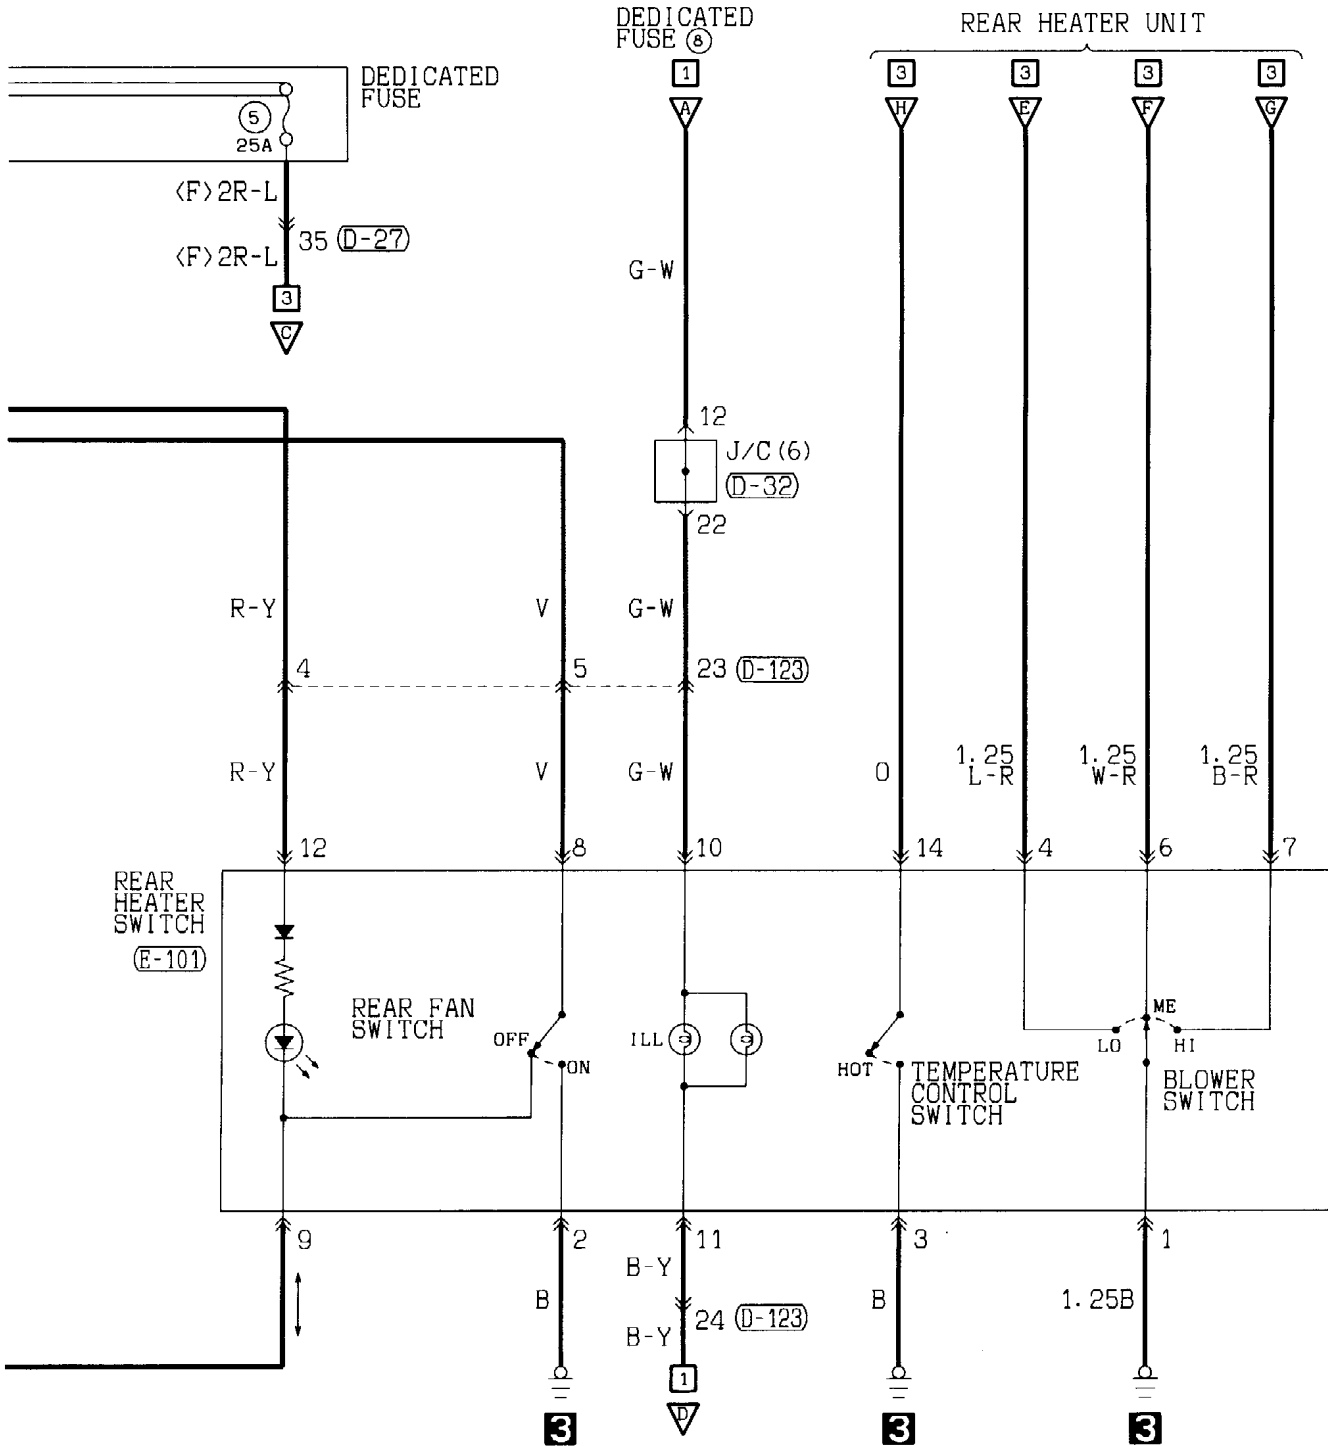 DEDICATED
FUSE ⑧
REAR HEATER UNIT
1
3
3
3
3
A
H
E
F
G
DEDICATED
FUSE
5
25A
<F>2R-L
35 D-27
<F>2R-L
3
C
G-W
12
J/C(6)
D-32
22
R-Y
V
G-W
4
5
23 D-123
R-Y
V
G-W
O
1.25
L-R
1.25
W-R
1.25
B-R
12
8
10
14
4
6
7
REAR
HEATER
SWITCH
E-101
REAR FAN
SWITCH
OFF
ON
ILL
HOT
TEMPERATURE
CONTROL
SWITCH
ME
LO
HI
BLOWER
SWITCH
9
2
11
3
1
B-Y
B
24 D-123
B-Y
B
1.25B
1
D
3
3
3